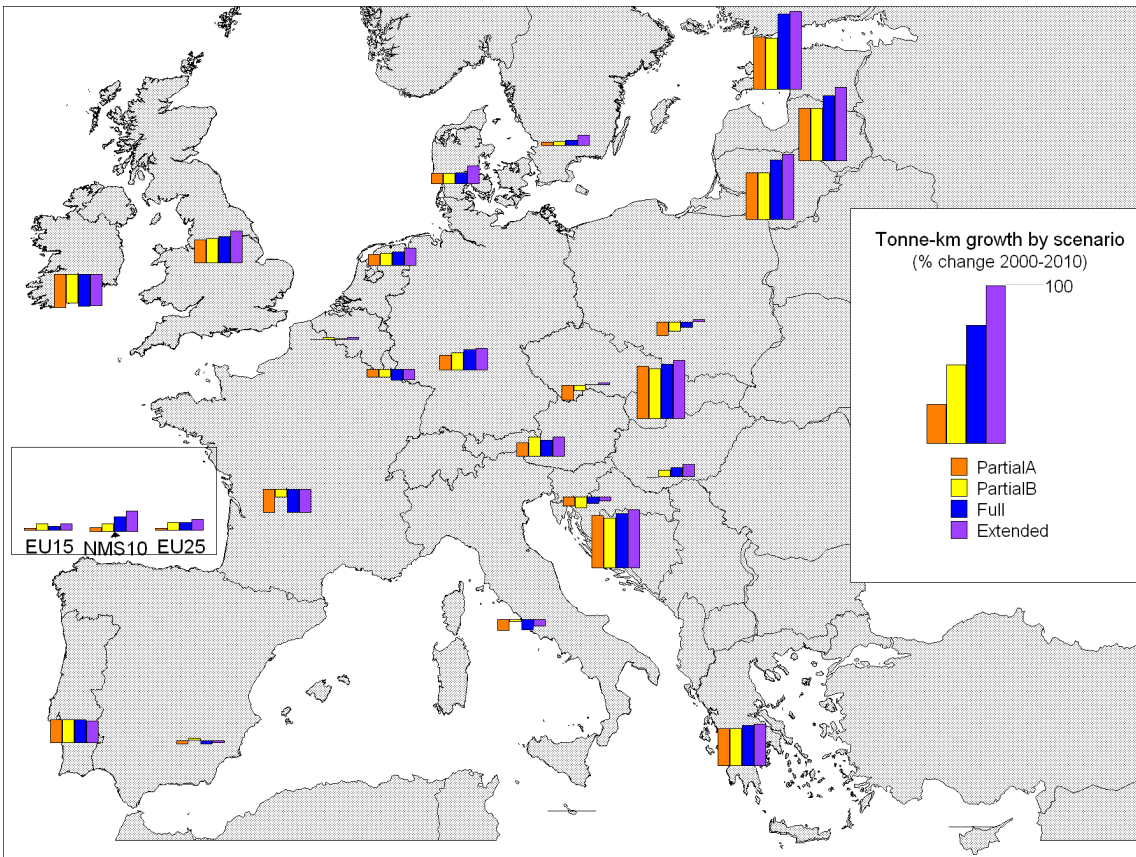 Tonne-km growth by scenario
(% change 2000-2010)
100
PartialA
PartialB
Full
Extended
EU15 NMS10 EU25